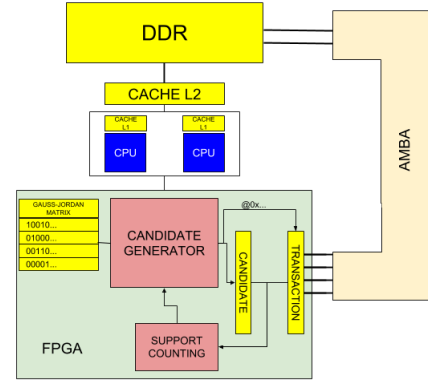 DDR
CACHE L2
CACHE
L1
CACHE
L1
CPU
CPU
AMBA
GAUSS-JORDAN
MATRIX
10010...
01000...
00110...
00001...
CANDIDATE
GENERATOR
@0x...
CANDIDATE
TRANSACTION
SUPPORT
COUNTING
FPGA